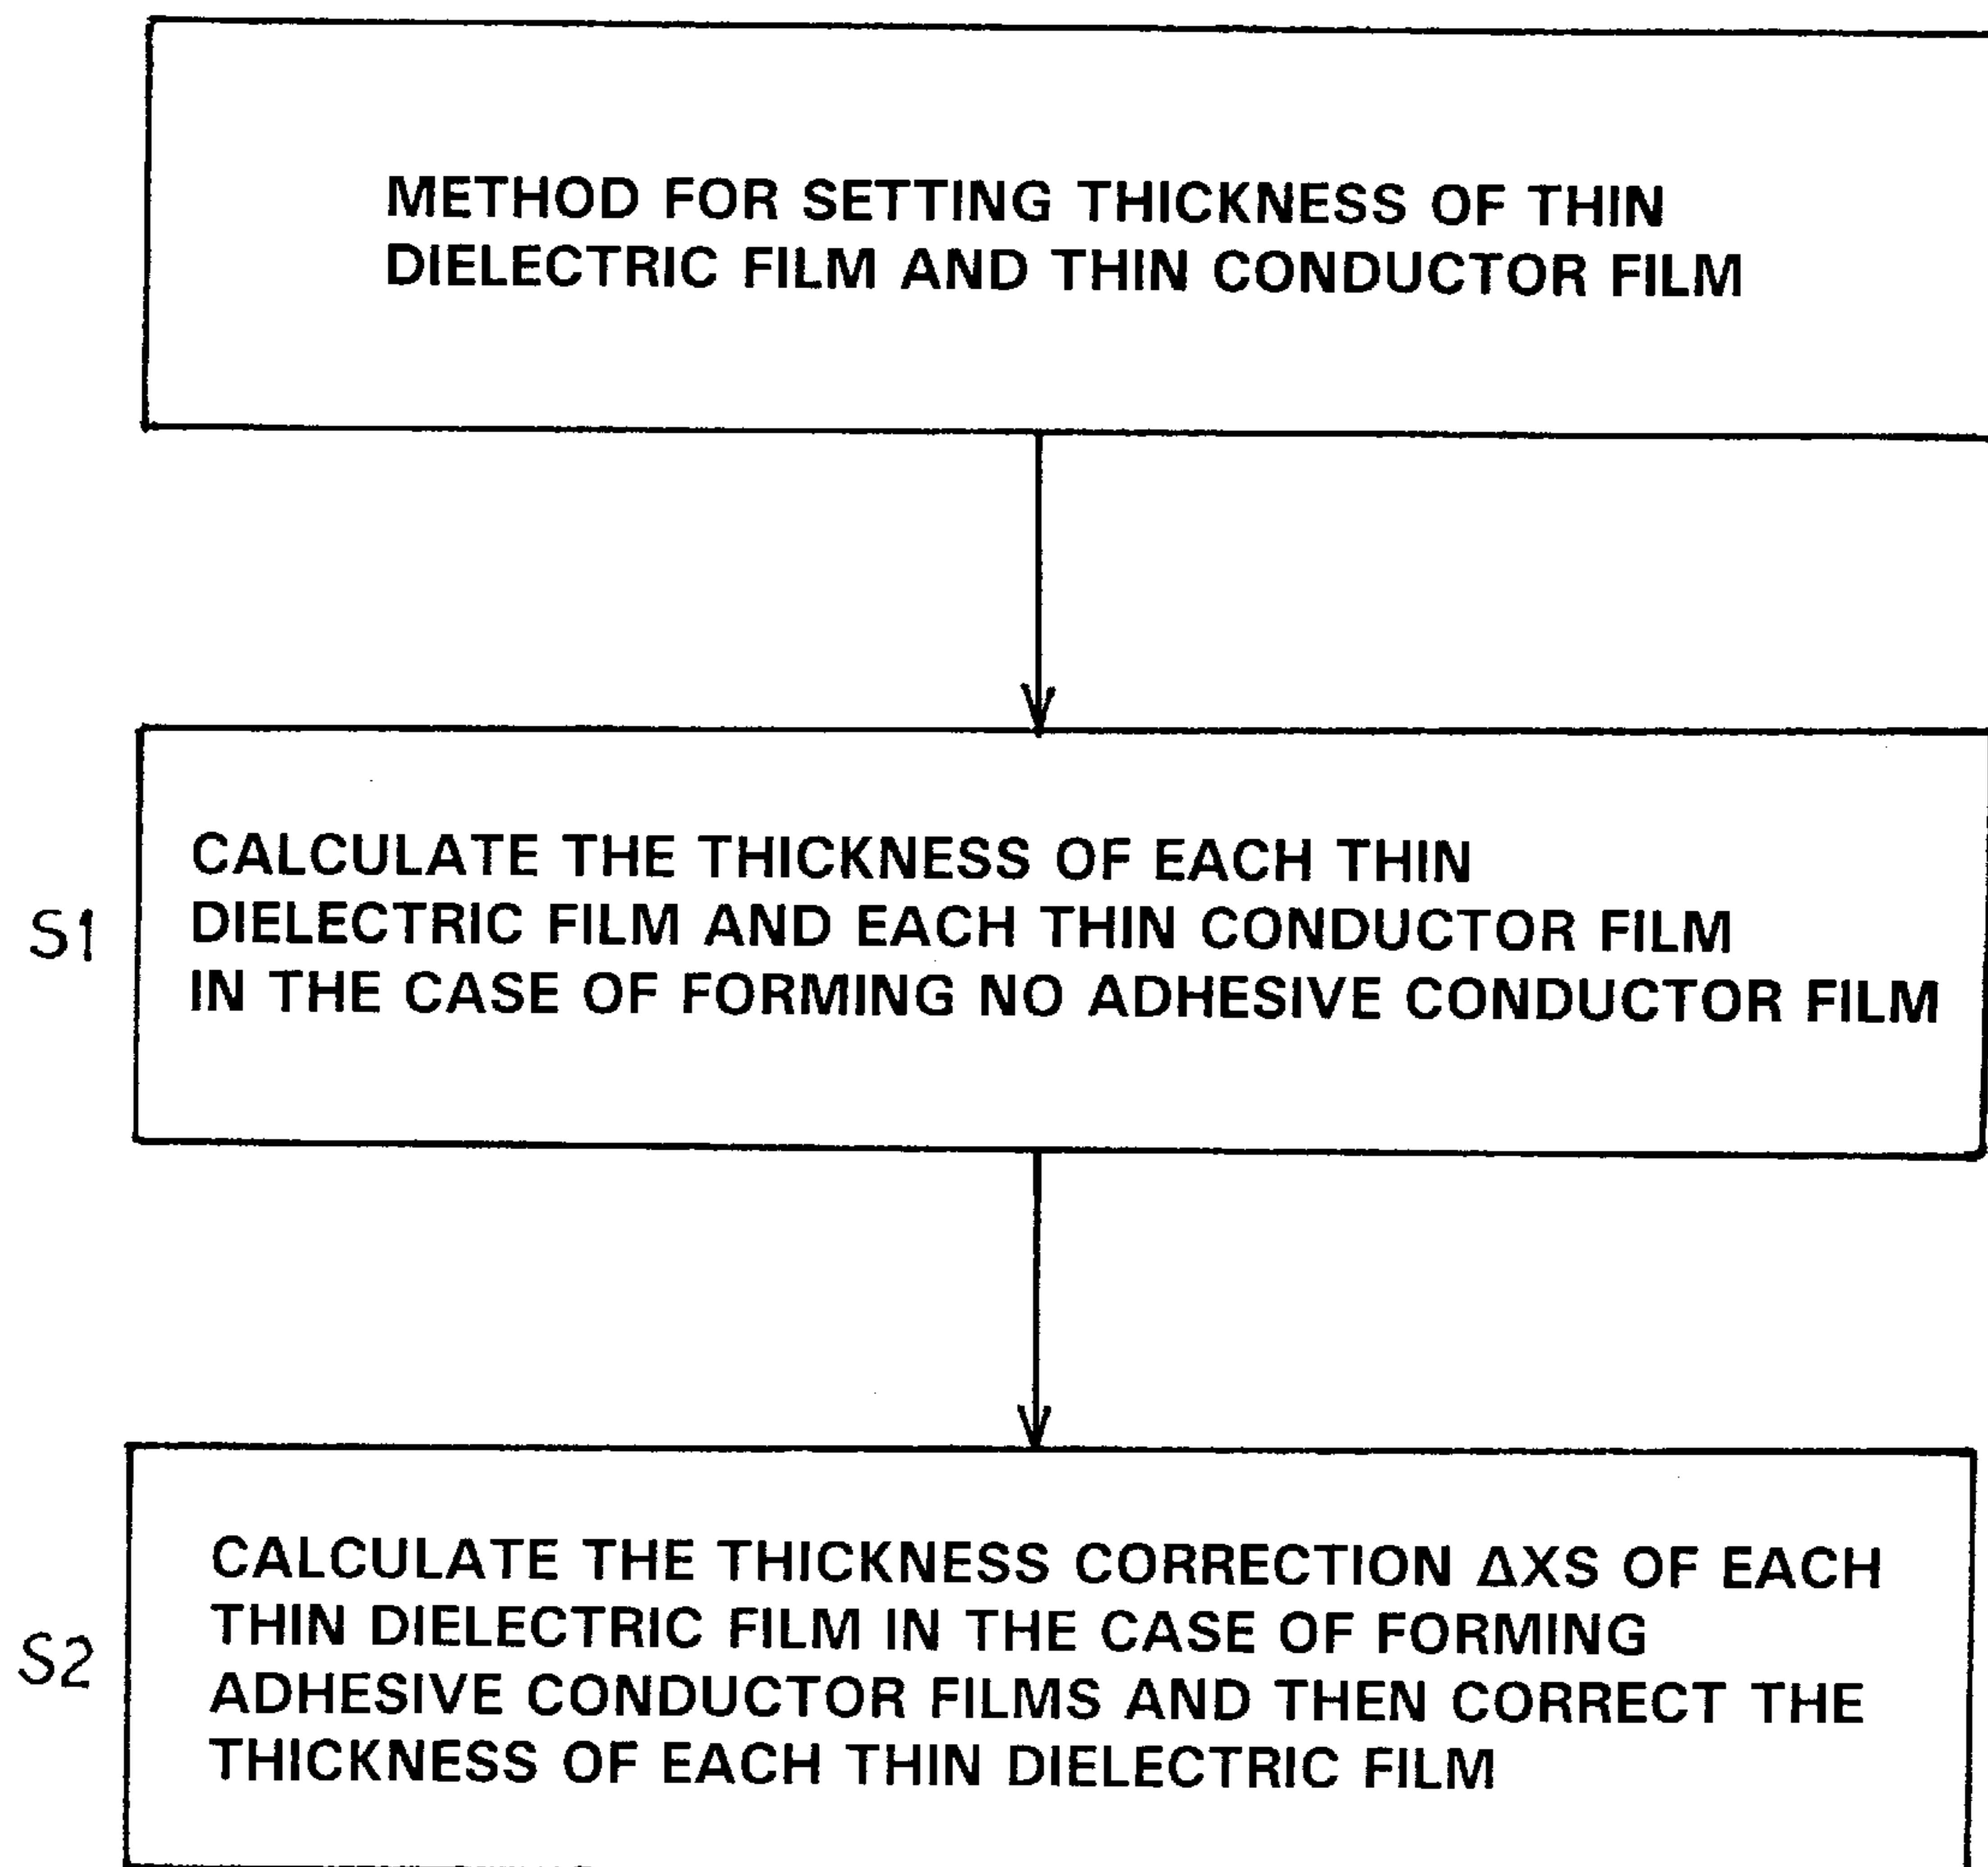 METHOD FOR SETTING THICKNESS OF THIN
DIELECTRIC FILM AND THIN CONDUCTOR FILM
S1
CALCULATE THE THICKNESS OF EACH THIN
DIELECTRIC FILM AND EACH THIN CONDUCTOR FILM
IN THE CASE OF FORMING NO ADHESIVE CONDUCTOR FILM
S2
CALCULATE THE THICKNESS CORRECTION ΔXS OF EACH
THIN DIELECTRIC FILM IN THE CASE OF FORMING
ADHESIVE CONDUCTOR FILMS AND THEN CORRECT THE
THICKNESS OF EACH THIN DIELECTRIC FILM